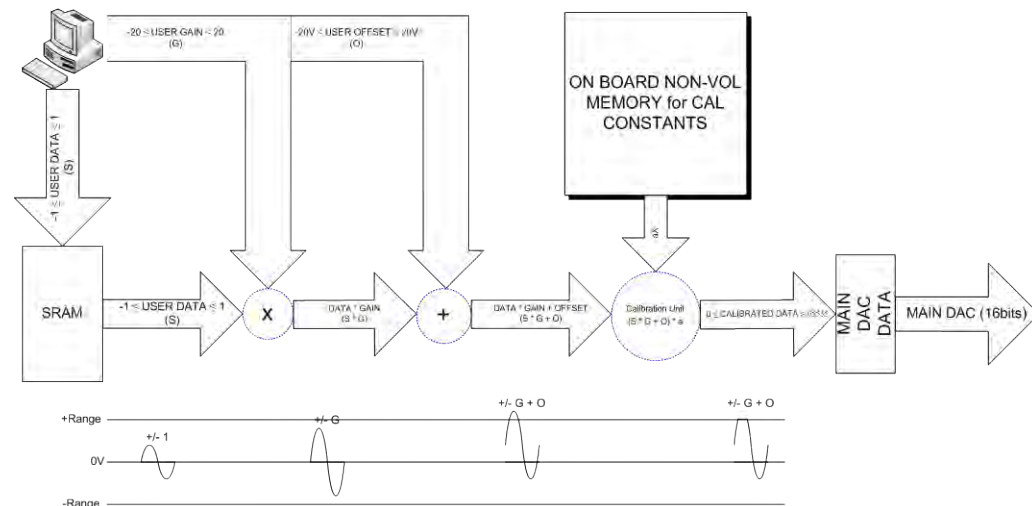 -20 < USER GAIN < 20
(G)
-20V < USER OFFSET < 20V
(O)
ON BOARD NON-VOL
MEMORY for CAL
CONSTANTS
-1 ≤ USER DATA ≤ 1
(S)
SRAM
-1 ≤ USER DATA ≤ 1
(S)
X
DATA * GAIN
(S * G)
+
DATA * GAIN + OFFSET
(S * G + O)
Calibration Unit
(S * G + O) * a
CALIBRATED DATA
MAIN
DAC
DATA
MAIN DAC (16bits)
+Range
0V
-Range
+/- 1
+/- G
+/- G + O
+/- G + O